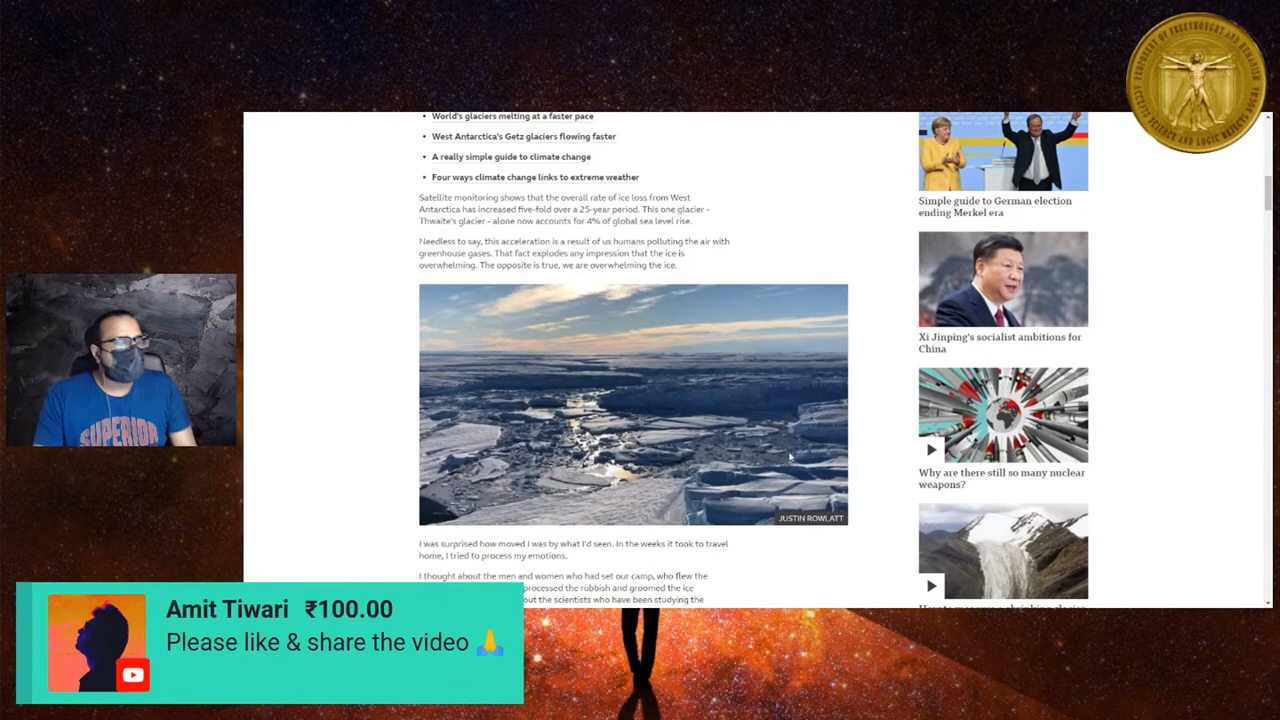 World's glaciers melting at a faster pace
West Antarctica's Getz glaciers flowing faster
A really simple guide to climate change
Four ways climate change links to extreme weather
Satellite monitoring shows that the overall rate of ice loss from West
Antarctica has increased five-fold over a 25-year period. This one glacier -
Thwaite's glacier - alone now accounts for 4% of global sea level rise.
Needless to say, this acceleration is a result of us humans polluting the air with
greenhouse gases. That fact explodes any impression that the ice is
overwhelming. The opposite is true, we are overwhelming the ice.
JUSTIN ROWLATT
I was surprised how moved I was by what I'd seen. In the weeks it took to travel
home, I tried to process my emotions.
I thought about the men and women who had set our camp, who flew the
processed the rubbish and groomed the ice
out the scientists who have been studying the
Simple guide to German election
ending Merkel era
Xi Jinping's socialist ambitions for
China
Why are there still so many nuclear
weapons?
SUPERIOR
Amit Tiwari ₹100.00
Please like & share the video 🙏